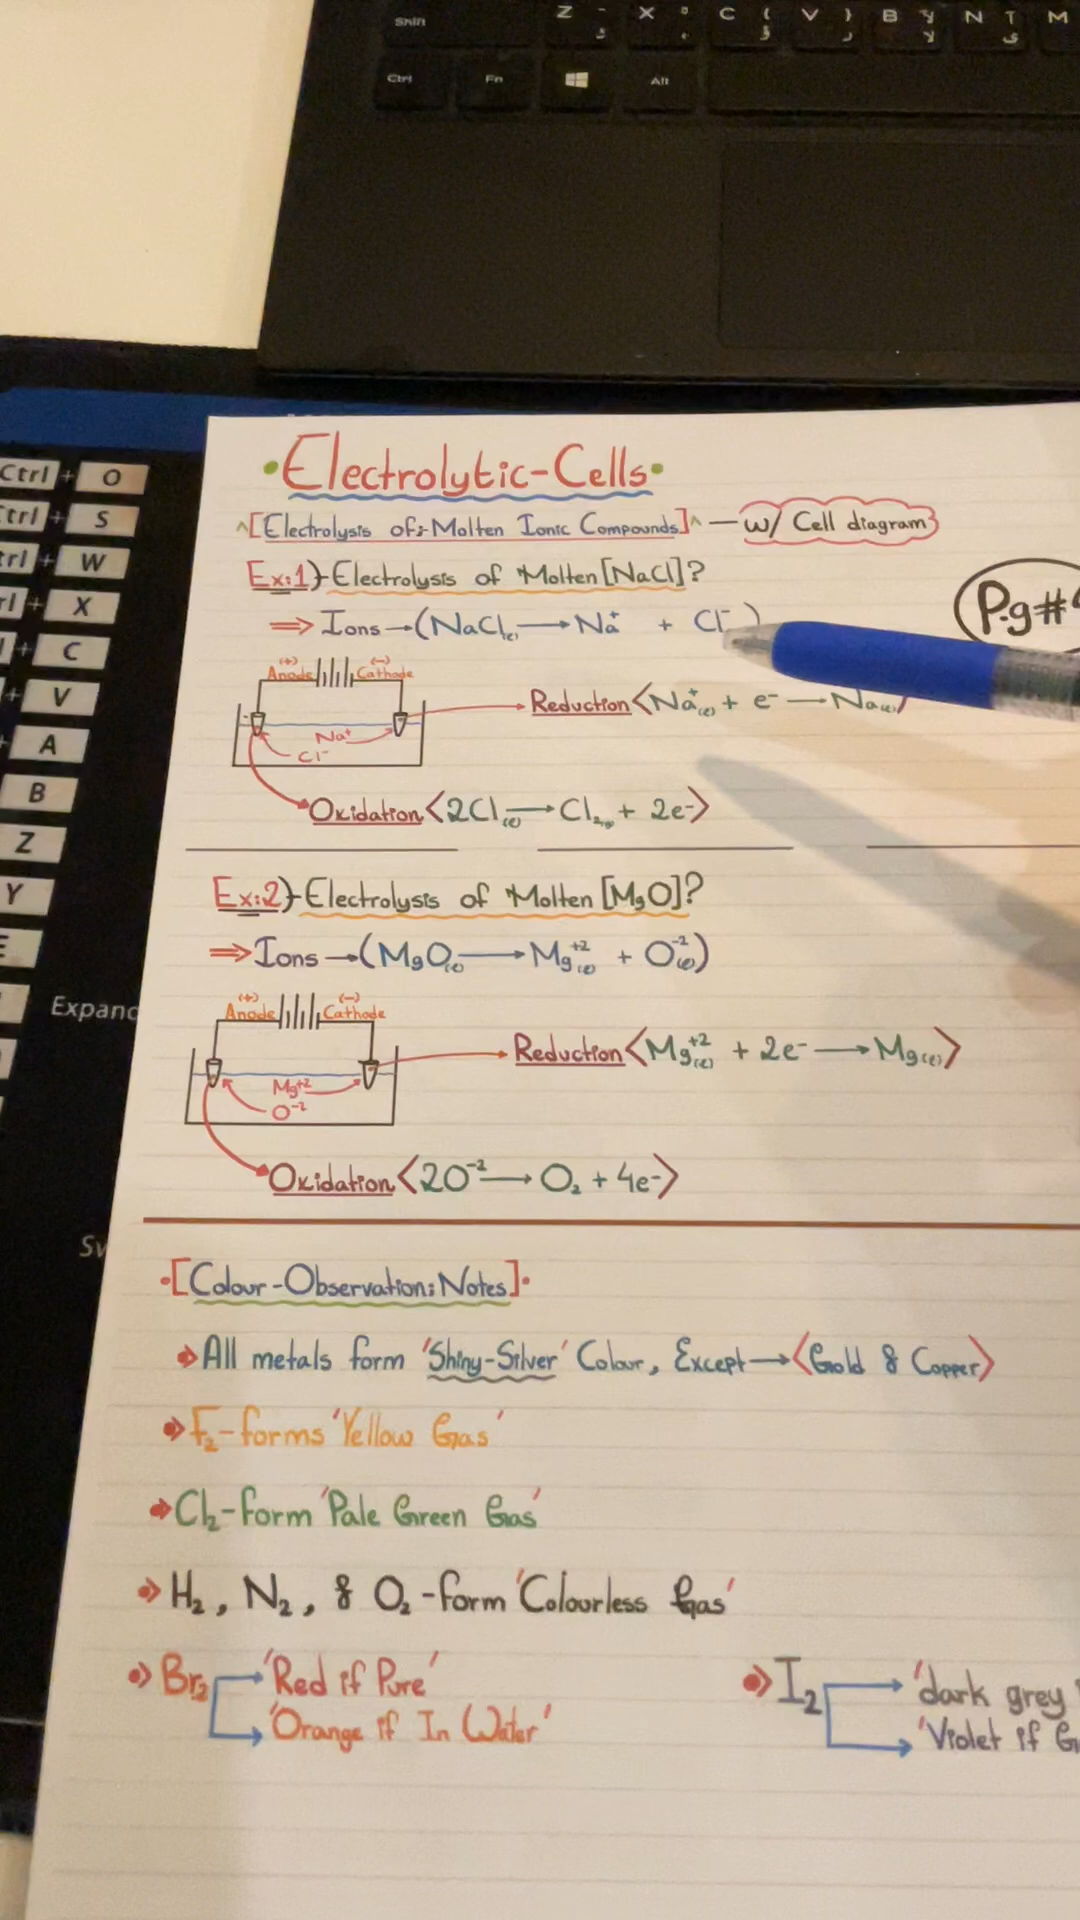 Shift Z X C V B N M
Ctrl Fn Alt
Ctrl + O
Ctrl + S
Ctrl + W
+ X
+ C
+ V
+ A
B
Z
Y
Expand
•Electrolytic-Cells•
^[Electrolysis of:-Molten Ionic Compounds]^ — w/ Cell diagram
Ex:1}-Electrolysis of Molten [NaCl]?
P.g#
⇒ Ions→(NaCl(l) → Na⁺ + Cl⁻)
(+) (-)
Anode Cathode
Reduction<Na⁺(l) + e⁻ → Na(l)
Na⁺
Cl⁻
Oxidation<2Cl(l) → Cl₂(g) + 2e⁻>
Ex:2}-Electrolysis of Molten [MgO]?
⇒ Ions→(MgO(l) → Mg⁺²(l) + O⁻²(l))
(+) (-)
Anode Cathode
Reduction<Mg⁺²(l) + 2e⁻ → Mg(l)>
Mg⁺²
O⁻²
Oxidation<2O⁻² → O₂ + 4e⁻>
•[Colour-Observation:Notes]•
All metals form 'Shiny-Silver' Colour, Except→<Gold & Copper>
F₂-forms 'Yellow Gas'
Cl₂-form 'Pale Green Gas'
H₂, N₂, & O₂-form 'Colourless Gas'
Br₂ → 'Red if Pure'
→ 'Orange if In Water'
I₂ → 'dark grey
→ 'Violet if G